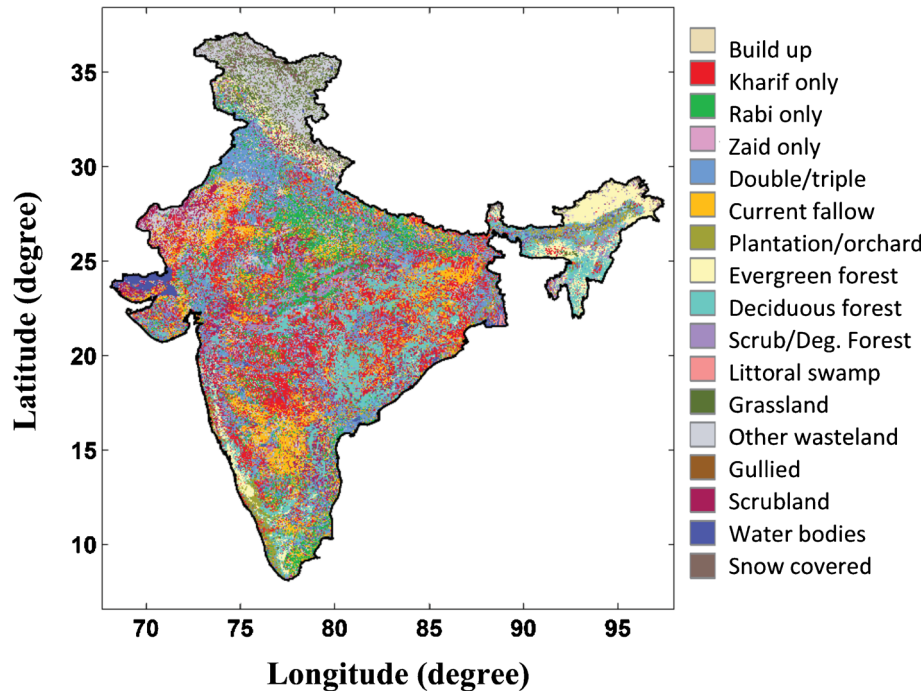 35
30
25
20
15
10
70
75
80
85
90
95
Latitude (degree)
Longitude (degree)
Build up
Kharif only
Rabi only
Zaid only
Double/triple
Current fallow
Plantation/orchard
Evergreen forest
Deciduous forest
Scrub/Deg. Forest
Littoral swamp
Grassland
Other wasteland
Gullied
Scrubland
Water bodies
Snow covered